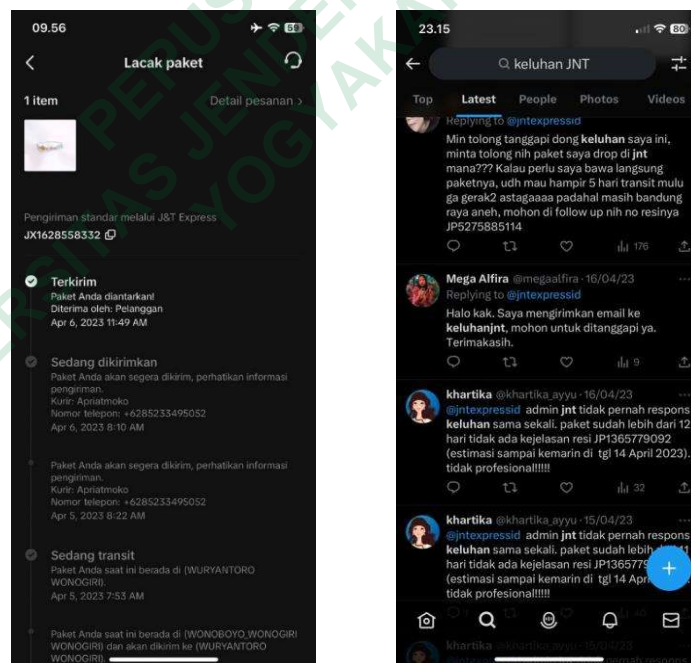 09.56
59
Lacak paket
1 item
Detail pesanan >
Pengiriman standar melalui J&T Express
JX1628558332
Terkirim
Paket Anda diantarkan!
Diterima oleh: Pelanggan
Apr 6, 2023 11:49 AM
Sedang dikirimkan
Paket Anda akan segera dikirim, perhatikan informasi
pengiriman.
Kurir: Apriatmoko
Nomor telepon: +6285233495052
Apr 6, 2023 8:10 AM
Paket Anda akan segera dikirim, perhatikan informasi
pengiriman.
Kurir: Apriatmoko
Nomor telepon: +6285233495052
Apr 5, 2023 8:22 AM
Sedang transit
Paket Anda saat ini berada di (WURYANTORO
WONOGIRI).
Apr 5, 2023 7:53 AM
Paket Anda saat ini berada di (WONOBOYO_WONOGIRI
WONOGIRI) dan akan dikirim ke (WURYANTORO
WONOGIRI).
23.15
80
keluhan JNT
Top Latest People Photos Videos
Replying to @jntexpressid
Min tolong tanggapi dong keluhan saya ini,
minta tolong nih paket saya drop di jnt
mana??? Kalau perlu saya bawa langsung
paketnya, udh mau hampir 5 hari transit mulu
ga gerak2 astagaaaa padahal masih bandung
raya aneh, mohon di follow up nih no resinya
JP5275885114
176
Mega Alfira @megaalfira · 16/04/23
Replying to @jntexpressid
Halo kak. Saya mengirimkan email ke
keluhanjnt, mohon untuk ditanggapi ya.
Terimakasih.
9
khartika @khartika_ayyu · 16/04/23
@jntexpressid admin jnt tidak pernah respons
keluhan sama sekali. paket sudah lebih dari 12
hari tidak ada kejelasan resi JP1365779092
(estimasi sampai kemarin di tgl 14 April 2023).
tidak profesional!!!!!
32
khartika @khartika_ayyu · 15/04/23
@jntexpressid admin jnt tidak pernah respons
keluhan sama sekali. paket sudah lebih
hari tidak ada kejelasan resi JP136577
(estimasi sampai kemarin di tgl 14 Apr
tidak profesional!!!!!
khartika @khartika_ayyu · 15/04/23